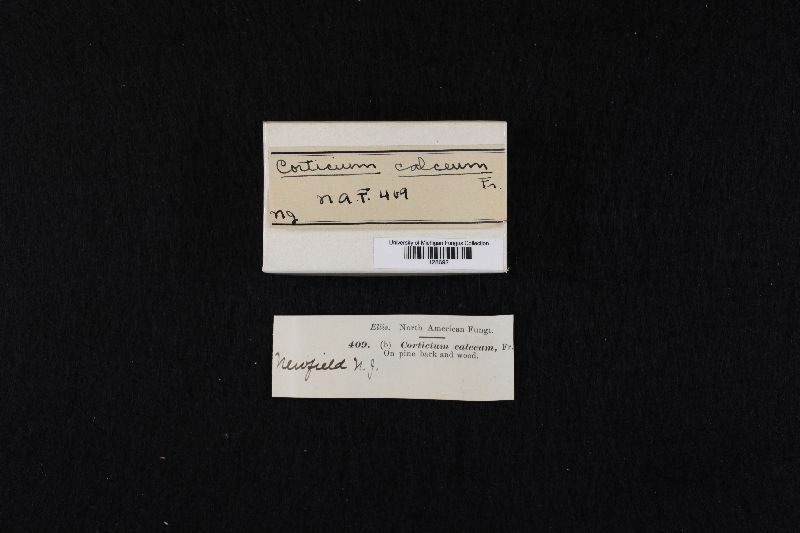 Corticium calceum
Fr.
N.A.F. 409
NJ
University of Michigan Fungus Collection
Ellis. North American Fungi.
409. (b) Corticium calceum, Fr.
On pine bark and wood.
Newfield N.J.